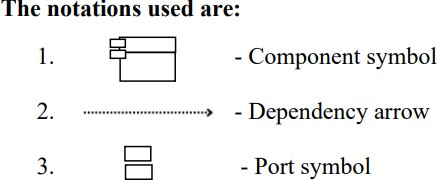 The notations used are:
1. - Component symbol
2. - Dependency arrow
3. - Port symbol